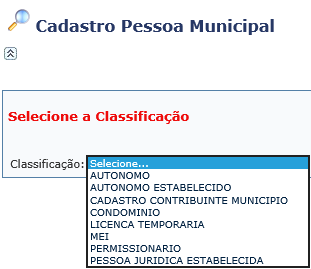 Cadastro Pessoa Municipal
Selecione a Classificação
Classificação: Selecione...
AUTONOMO
AUTONOMO ESTABELECIDO
CADASTRO CONTRIBUINTE MUNICIPIO
CONDOMINIO
LICENCA TEMPORARIA
MEI
PERMISSIONARIO
PESSOA JURIDICA ESTABELECIDA